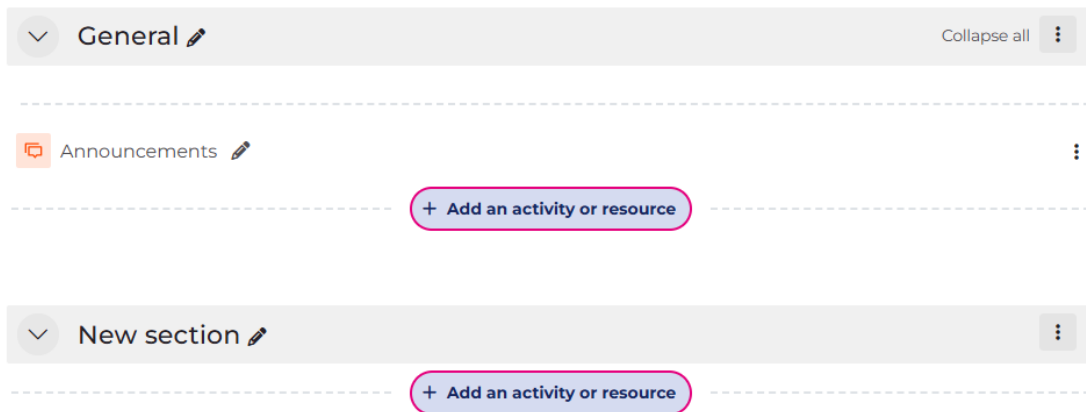 General
Collapse all
Announcements
+ Add an activity or resource
New section
+ Add an activity or resource